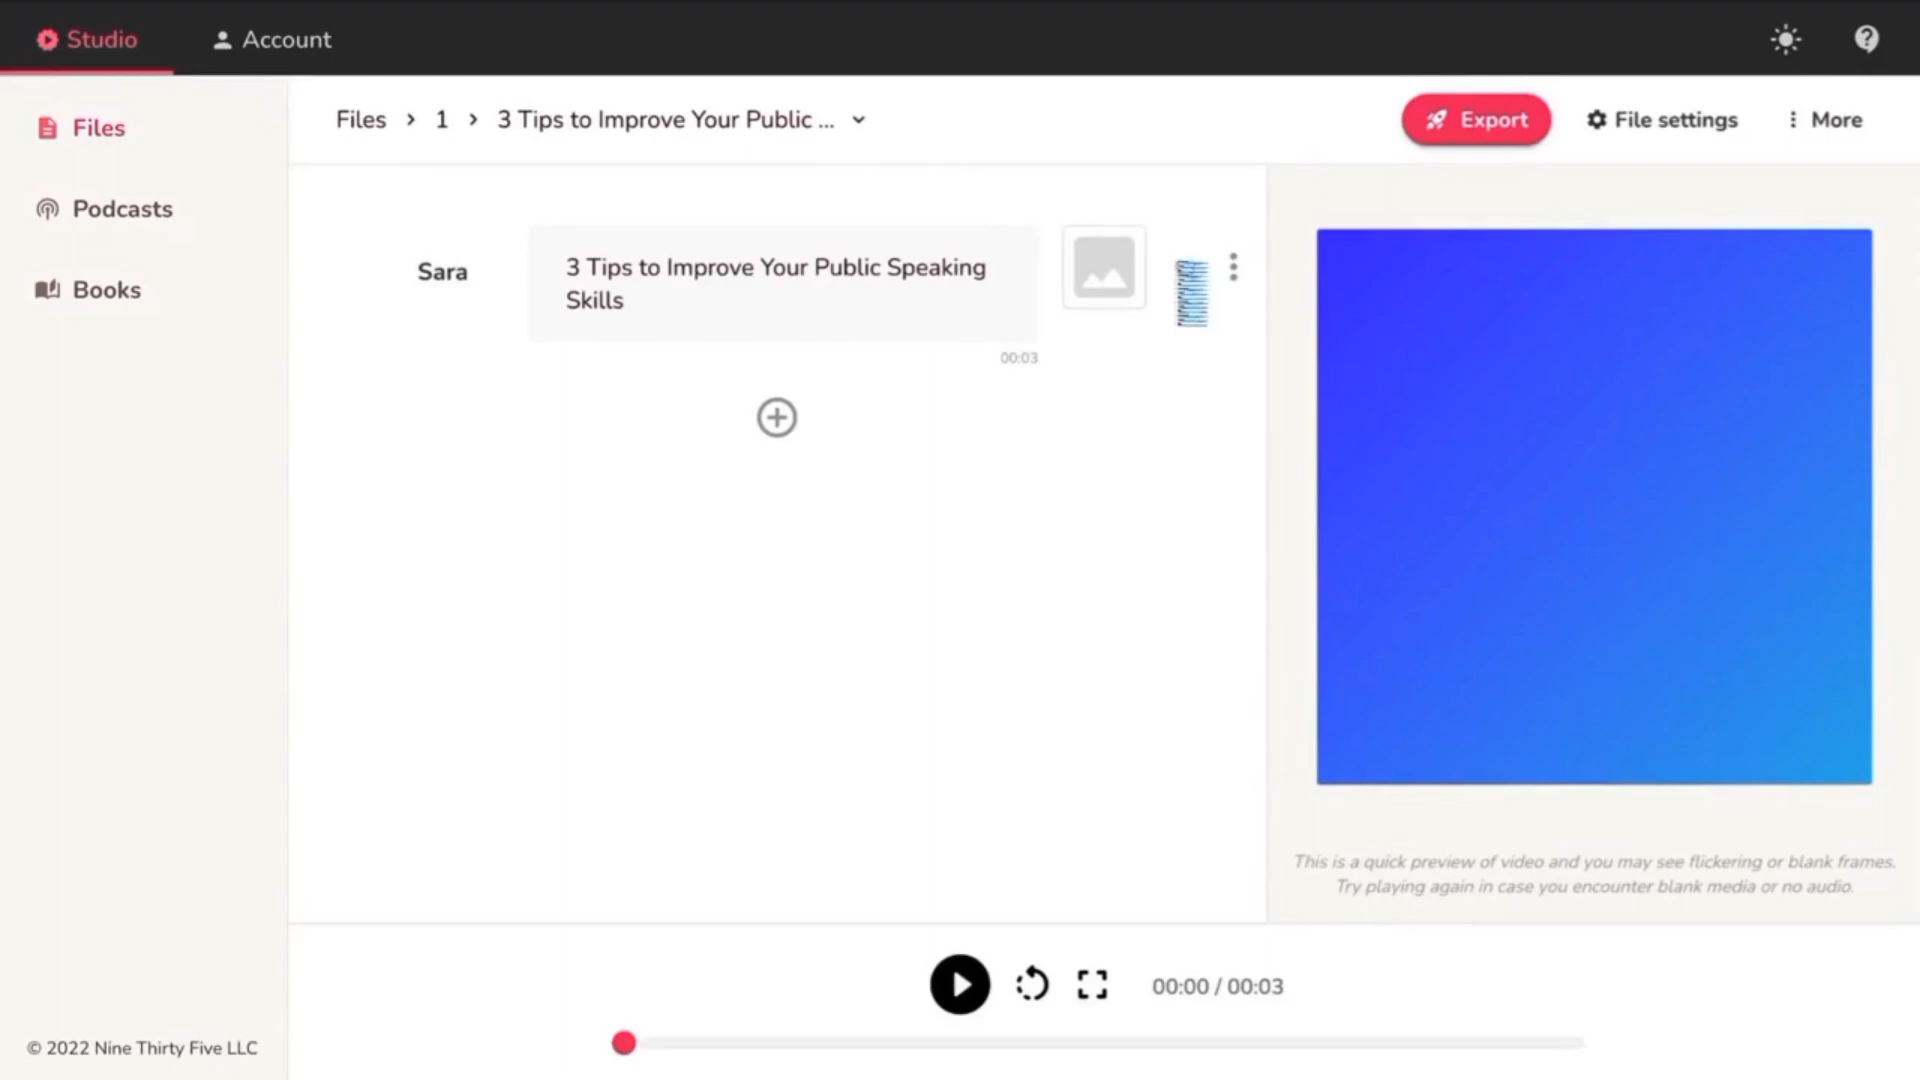 Studio
Account
Files
Podcasts
Books
© 2022 Nine Thirty Five LLC
Files > 1 > 3 Tips to Improve Your Public ...
Export
File settings
More
Sara
3 Tips to Improve Your Public Speaking
Skills
00:03
This is a quick preview of video and you may see flickering or blank frames.
Try playing again in case you encounter blank media or no audio.
00:00 / 00:03